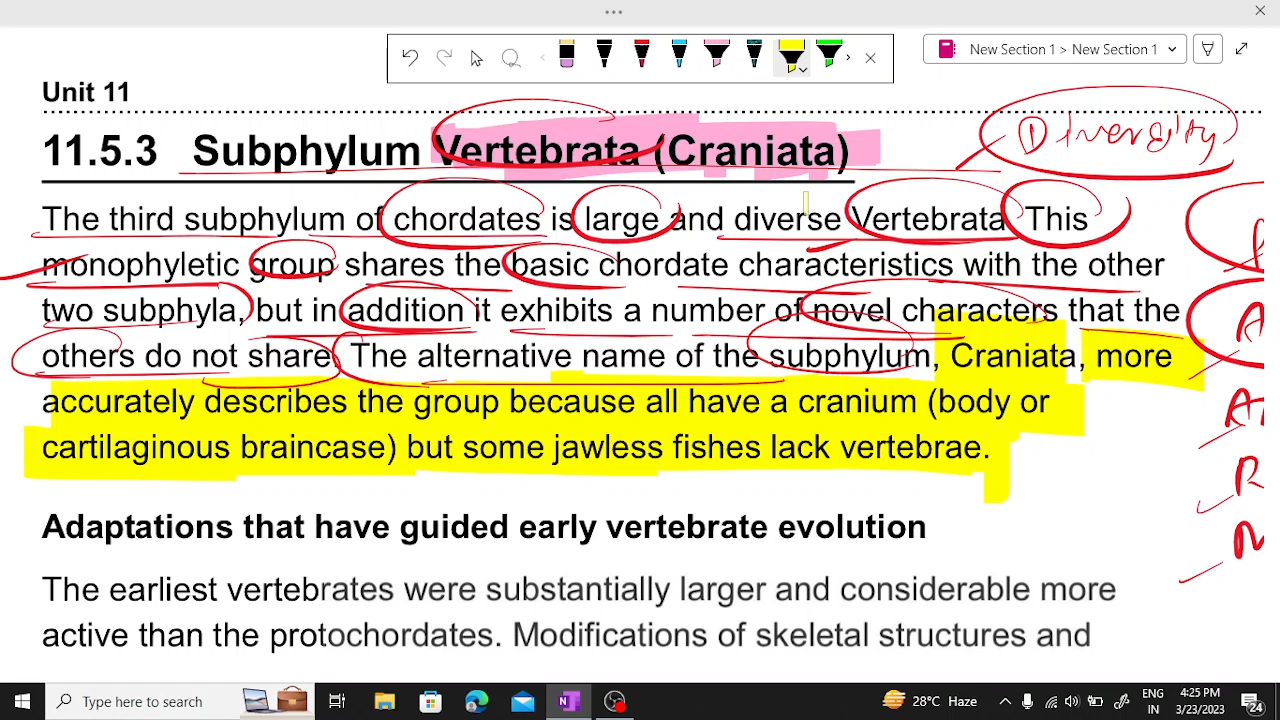 New Section 1 > New Section 1
Unit 11
Diversity
11.5.3 Subphylum Vertebrata (Craniata)
The third subphylum of chordates is large and diverse Vertebrata This
monophyletic group shares the basic chordate characteristics with the other
two subphyla, but in addition it exhibits a number of novel characters that the
others do not share. The alternative name of the subphylum, Craniata, more
accurately describes the group because all have a cranium (body or
cartilaginous braincase) but some jawless fishes lack vertebrae.
Adaptations that have guided early vertebrate evolution
The earliest vertebrates were substantially larger and considerable more
active than the protochordates. Modifications of skeletal structures and
Type here to search
28°C Haze
ENG
IN
4:25 PM
3/23/2023
24